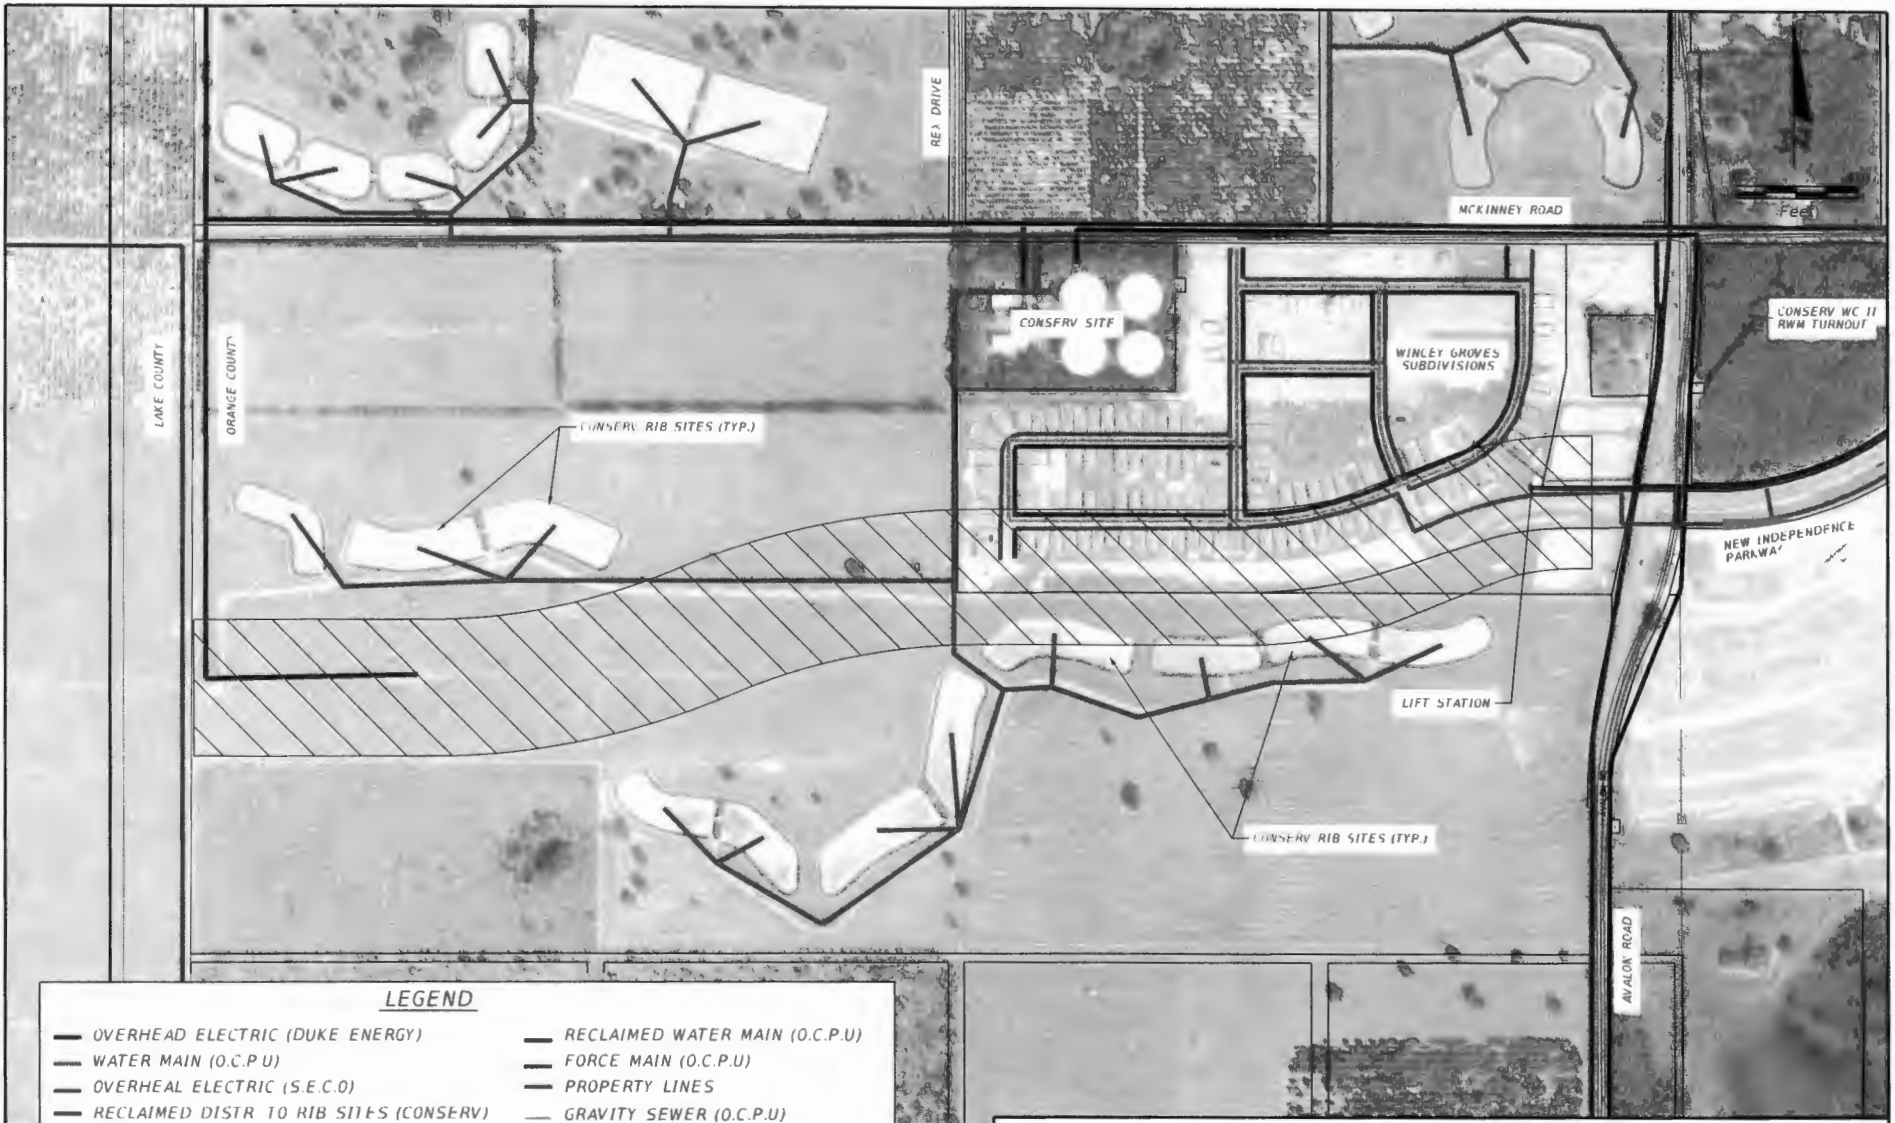 REX DRIVE
MCKINNEY ROAD
Feet
LAKE COUNTY
ORANGE COUNTY
CONSERV SITE
WINCEY GROVES
SUBDIVISIONS
CONSERV WC 11
RWM TURNOUT
CONSERV RIB SITES (TYP.)
NEW INDEPENDENCE
PARKWAY
LIFT STATION
CONSERV RIB SITES (TYP.)
AVALON ROAD
LEGEND
OVERHEAD ELECTRIC (DUKE ENERGY)
WATER MAIN (O.C.P U)
OVERHEAL ELECTRIC (S.E.C.O)
RECLAIMED DISTR TO RIB SITES (CONSERV)
RECLAIMED WATER MAIN (O.C.P.U)
FORCE MAIN (O.C.P.U)
PROPERTY LINES
GRAVITY SEWER (O.C.P.U)